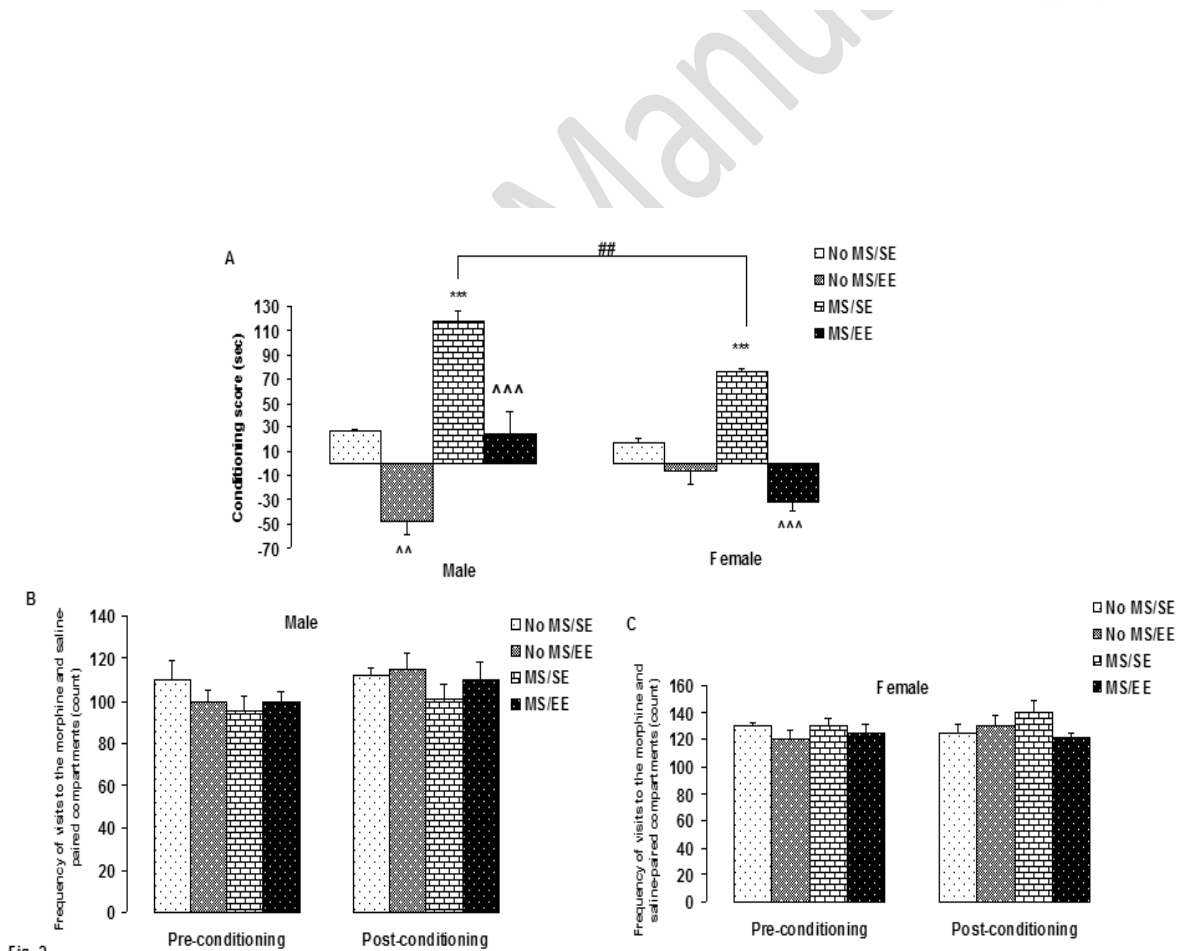 Manus
A
##
No MS/SE
No MS/EE
MS/SE
MS/EE
Conditioning score (sec)
130
110
90
70
50
30
10
-10
-30
-50
-70
***
^^^
^^
***
^^^
Male
Female
B
Frequency of visits to the morphine and saline-
paired compartments (count)
140
120
100
80
60
40
20
0
Male
No MS/SE
No MS/EE
MS/SE
MS/EE
Pre-conditioning
Post-conditioning
C
Frequency of visits to the morphine and
saline-paired compartments (count)
160
140
120
100
80
60
40
20
0
Female
No MS/SE
No MS/EE
MS/SE
MS/EE
Pre-conditioning
Post-conditioning